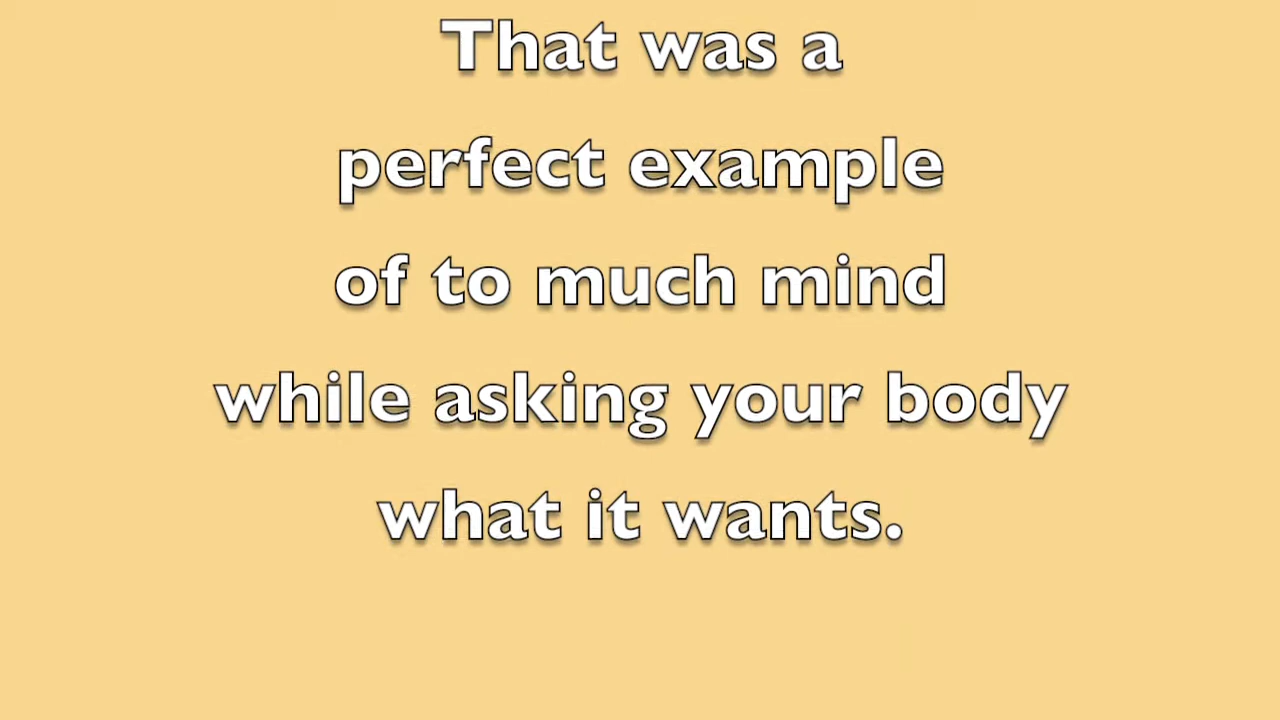 That was a
perfect example
of to much mind
while asking your body
what it wants.